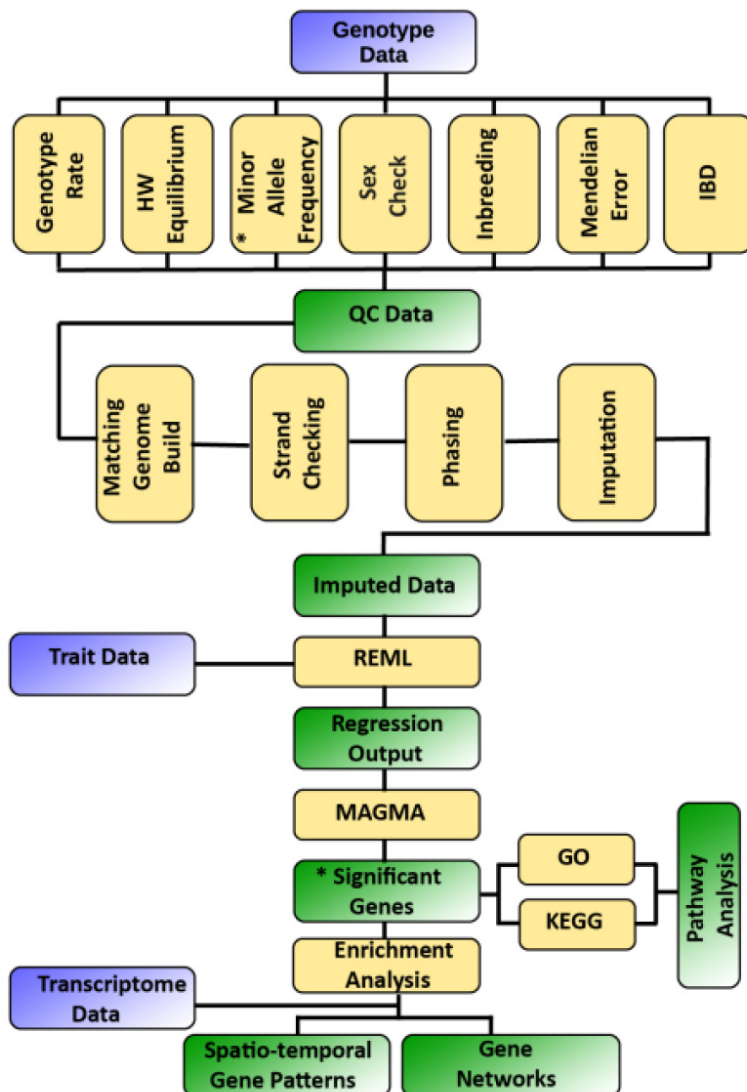 Genotype
Data
Genotype
Rate
HW
Equilibrium
* Minor
Allele
Frequency
Sex
Check
Inbreeding
Mendelian
Error
IBD
QC Data
Matching
Genome
Build
Strand
Checking
Phasing
Imputation
Imputed Data
Trait Data
REML
Regression
Output
MAGMA
* Significant
Genes
GO
KEGG
Pathway Analysis
Enrichment
Analysis
Transcriptome
Data
Spatio-temporal
Gene Patterns
Gene
Networks